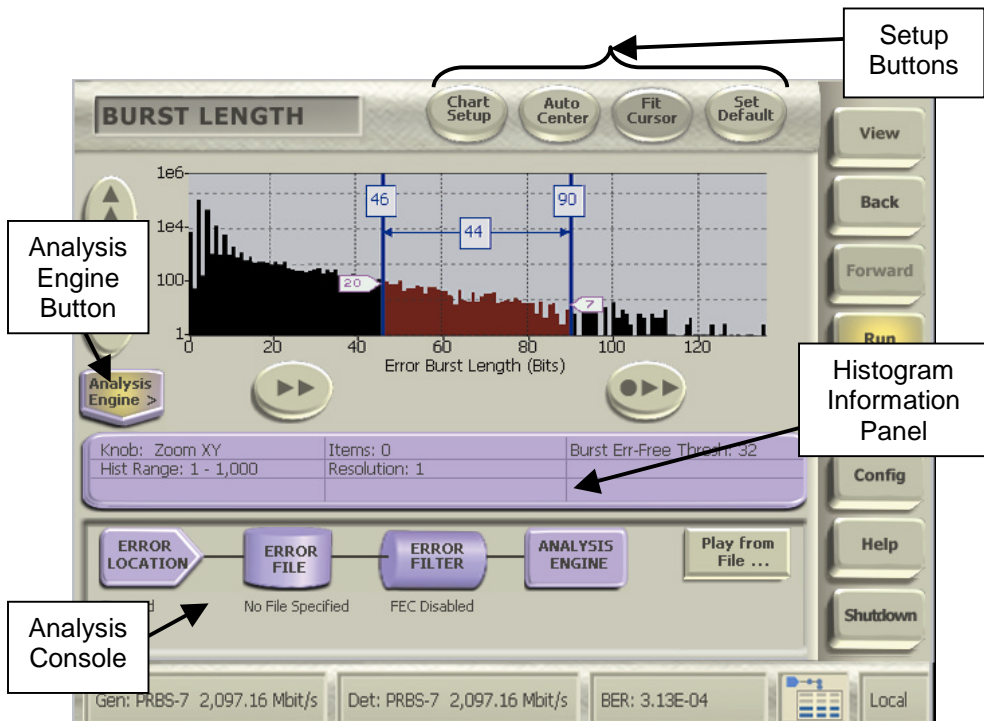 Setup
Buttons
BURST LENGTH
Chart
Setup
Auto
Center
Fit
Cursor
Set
Default
View
Back
Forward
Run
Config
Help
Shutdown
1e6
1e4
100
1
46
90
44
20
7
0
20
40
60
80
100
120
Error Burst Length (Bits)
Analysis
Engine
Button
Analysis
Engine >
Histogram
Information
Panel
Knob: Zoom XY
Items: 0
Burst Err-Free Thresh: 32
Hist Range: 1 - 1,000
Resolution: 1
ERROR
LOCATION
ERROR
FILE
ERROR
FILTER
ANALYSIS
ENGINE
Play from
File ...
No File Specified
FEC Disabled
Analysis
Console
Gen: PRBS-7 2,097.16 Mbit/s
Det: PRBS-7 2,097.16 Mbit/s
BER: 3.13E-04
Local